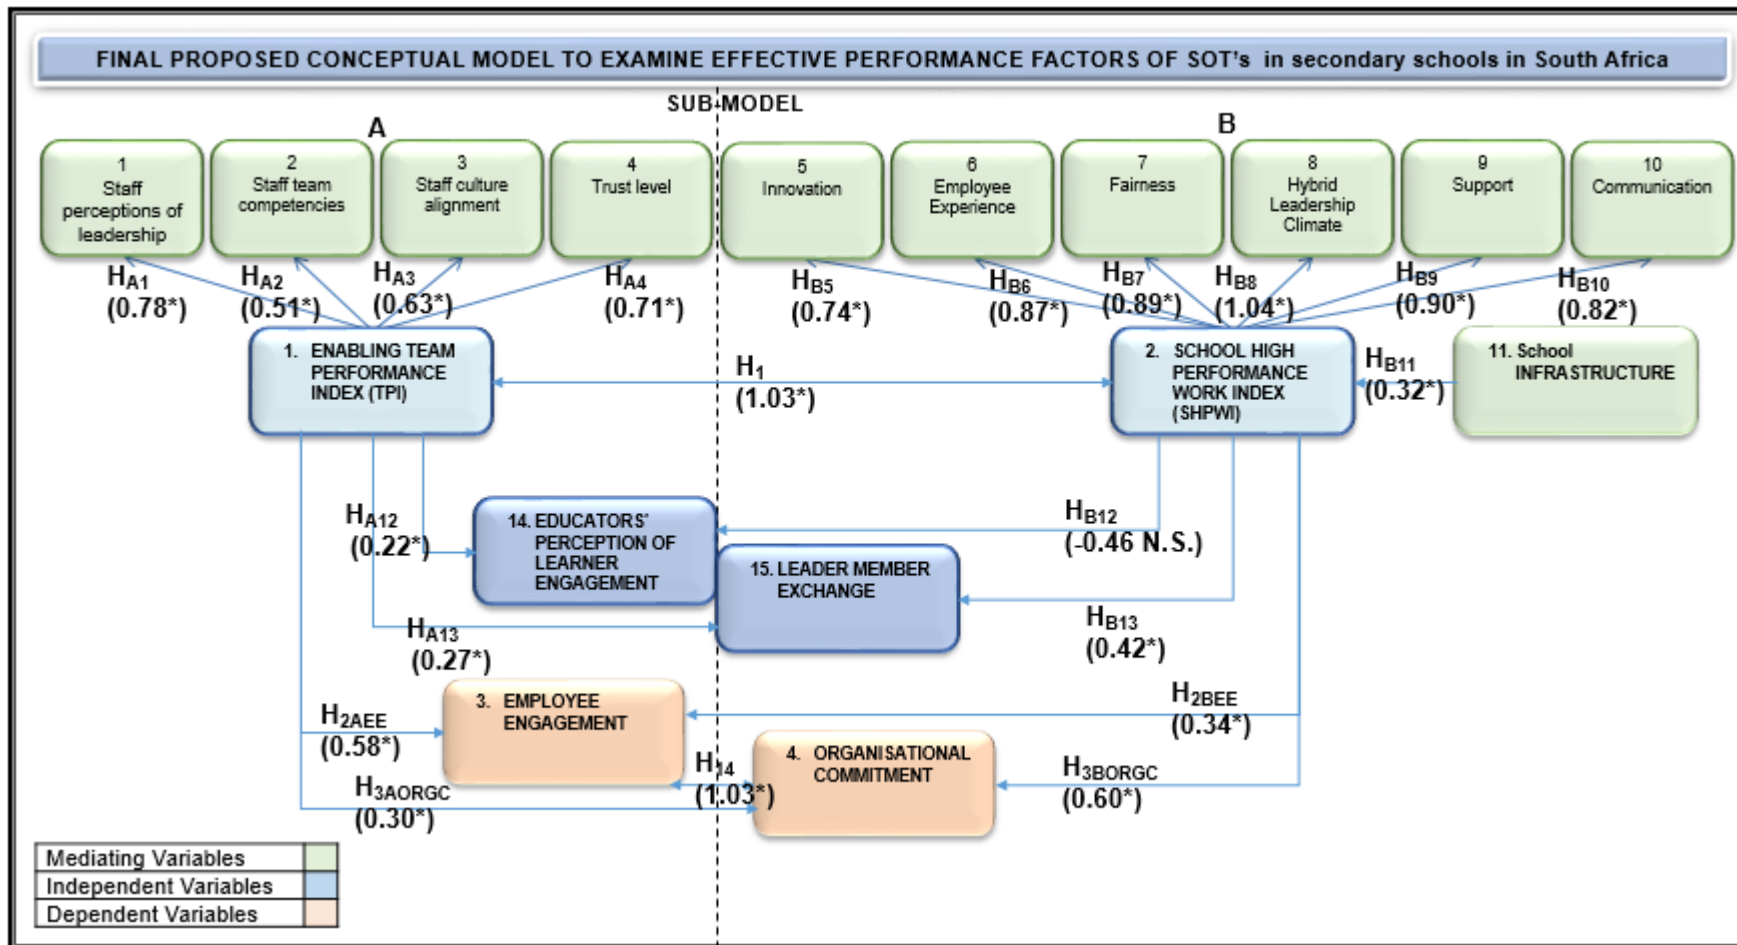 FINAL PROPOSED CONCEPTUAL MODEL TO EXAMINE EFFECTIVE PERFORMANCE FACTORS OF SOT's in secondary schools in South Africa
SUB-MODEL
A
B
1
Staff
perceptions of
leadership
2
Staff team
competencies
3
Staff culture
alignment
4
Trust level
5
Innovation
6
Employee
Experience
7
Fairness
8
Hybrid
Leadership
Climate
9
Support
10
Communication
HA1
(0.78*)
HA2
(0.51*)
HA3
(0.63*)
HA4
(0.71*)
HB5
(0.74*)
HB6
(0.87*)
HB7
(0.89*)
HB8
(1.04*)
HB9
(0.90*)
HB10
(0.82*)
1. ENABLING TEAM
PERFORMANCE
INDEX (TPI)
H1
(1.03*)
2. SCHOOL HIGH
PERFORMANCE
WORK INDEX
(SHPWI)
HB11
(0.32*)
11. School
INFRASTRUCTURE
HA12
(0.22*)
14. EDUCATORS'
PERCEPTION OF
LEARNER
ENGAGEMENT
HB12
(-0.46 N.S.)
15. LEADER MEMBER
EXCHANGE
HA13
(0.27*)
HB13
(0.42*)
H2AEE
(0.58*)
3. EMPLOYEE
ENGAGEMENT
H2BEE
(0.34*)
H14
(1.03*)
4. ORGANISATIONAL
COMMITMENT
H3AORGC
(0.30*)
H3BORGC
(0.60*)
Mediating Variables
Independent Variables
Dependent Variables